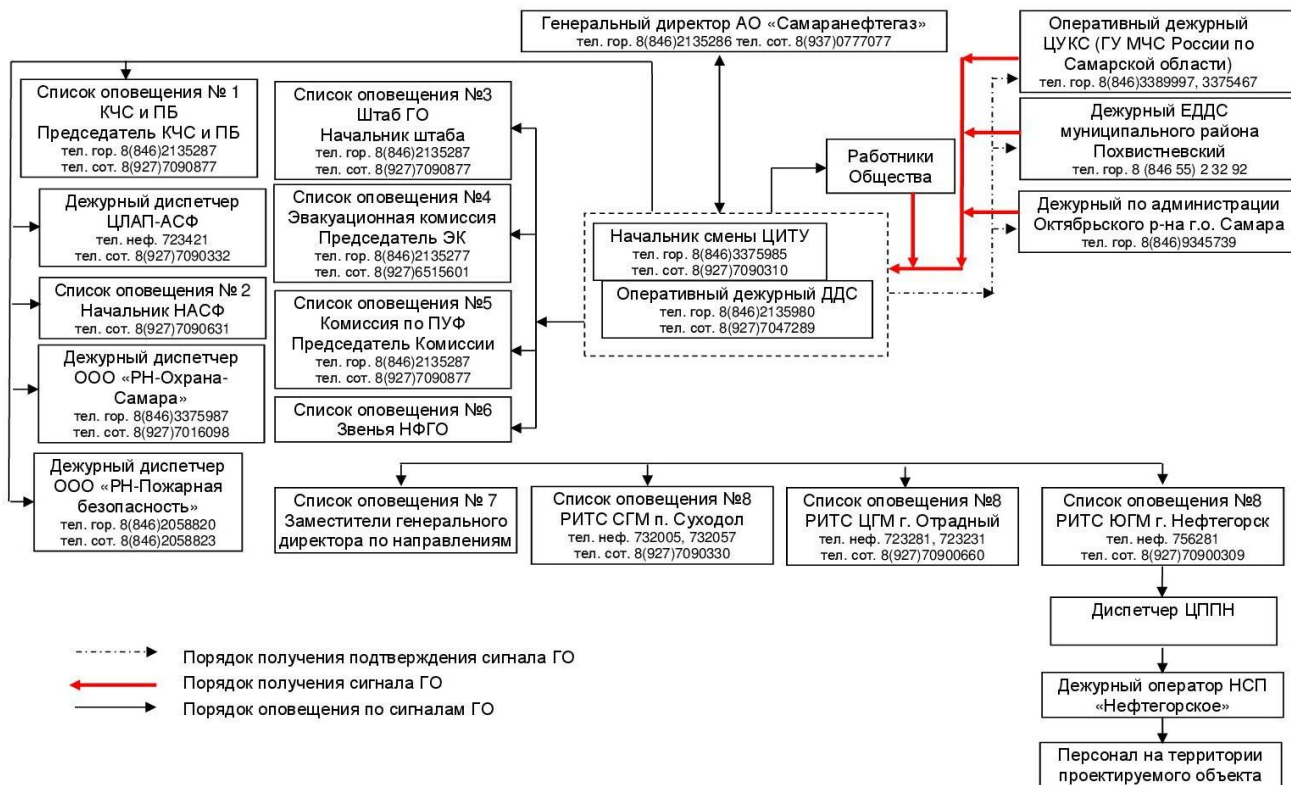 Генеральный директор АО «Самаранефтегаз»
тел. гор. 8(846)2135286 тел. сот. 8(937)0777077
Оперативный дежурный
ЦУКС (ГУ МЧС России по
Самарской области)
тел. гор. 8(846)3389997, 3375467
Список оповещения № 1
КЧС и ПБ
Председатель КЧС и ПБ
тел. гор. 8(846)2135287
тел. сот. 8(927)7090877
Список оповещения №3
Штаб ГО
Начальник штаба
тел. гор. 8(846)2135287
тел. сот. 8(927)7090877
Работники
Общества
Дежурный ЕДДС
муниципального района
Похвистневский
тел. гор. 8 (846 55) 2 32 92
Дежурный диспетчер
ЦЛАП-АСФ
тел. неф. 723421
тел. сот. 8(927)7090332
Список оповещения №4
Эвакуационная комиссия
Председатель ЭК
тел. гор. 8(846)2135277
тел. сот. 8(927)6515601
Начальник смены ЦИТУ
тел. гор. 8(846)3375985
тел. сот. 8(927)7090310
Оперативный дежурный ДДС
тел. гор. 8(846)2135980
тел. сот. 8(927)7047289
Дежурный по администрации
Октябрьского р-на г.о. Самара
тел. гор. 8(846)9345739
Список оповещения № 2
Начальник НАСФ
тел. сот. 8(927)7090631
Список оповещения №5
Комиссия по ПУФ
Председатель Комиссии
тел. гор. 8(846)2135287
тел. сот. 8(927)7090877
Дежурный диспетчер
ООО «РН-Охрана-
Самара»
тел. гор. 8(846)3375987
тел. сот. 8(927)7016098
Список оповещения №6
Звенья НФГО
Дежурный диспетчер
ООО «РН-Пожарная
безопасность»
тел. гор. 8(846)2058820
тел. сот. 8(846)2058823
Список оповещения № 7
Заместители генерального
директора по направлениям
Список оповещения №8
РИТС СГМ п. Суходол
тел. неф. 732005, 732057
тел. сот. 8(927)7090330
Список оповещения №8
РИТС ЦГМ г. Отрадный
тел. неф. 723281, 723231
тел. сот. 8(927)70900660
Список оповещения №8
РИТС ЮГМ г. Нефтегорск
тел. неф. 756281
тел. сот. 8(927)70900309
Диспетчер ЦППН
Дежурный оператор НСП
«Нефтегорское»
Персонал на территории
проектируемого объекта
Порядок получения подтверждения сигнала ГО
Порядок получения сигнала ГО
Порядок оповещения по сигналам ГО